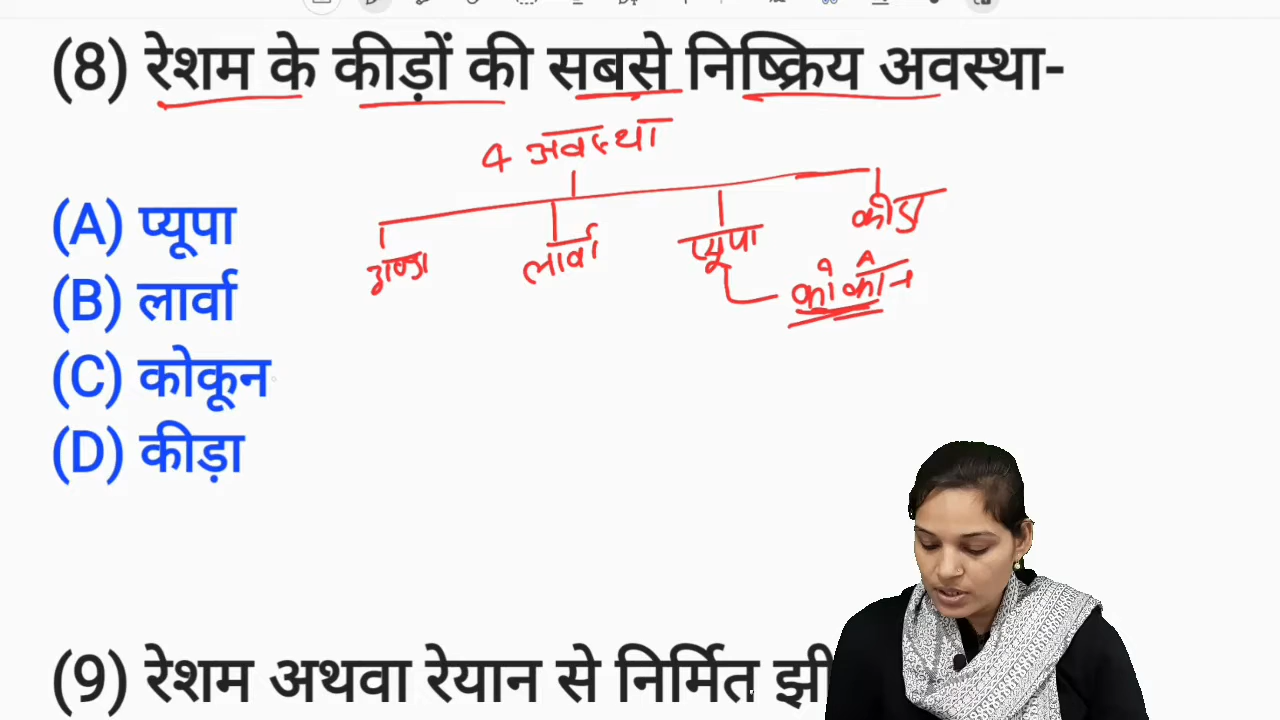 (8) रेशम के कीड़ों की सबसे निष्क्रिय अवस्था-
4 अवस्था
अण्डा लार्वा प्यूपा कीडा
(A) प्यूपा
(B) लार्वा
(C) कोकून
(D) कीड़ा
(9) रेशम अथवा रेयान से निर्मित